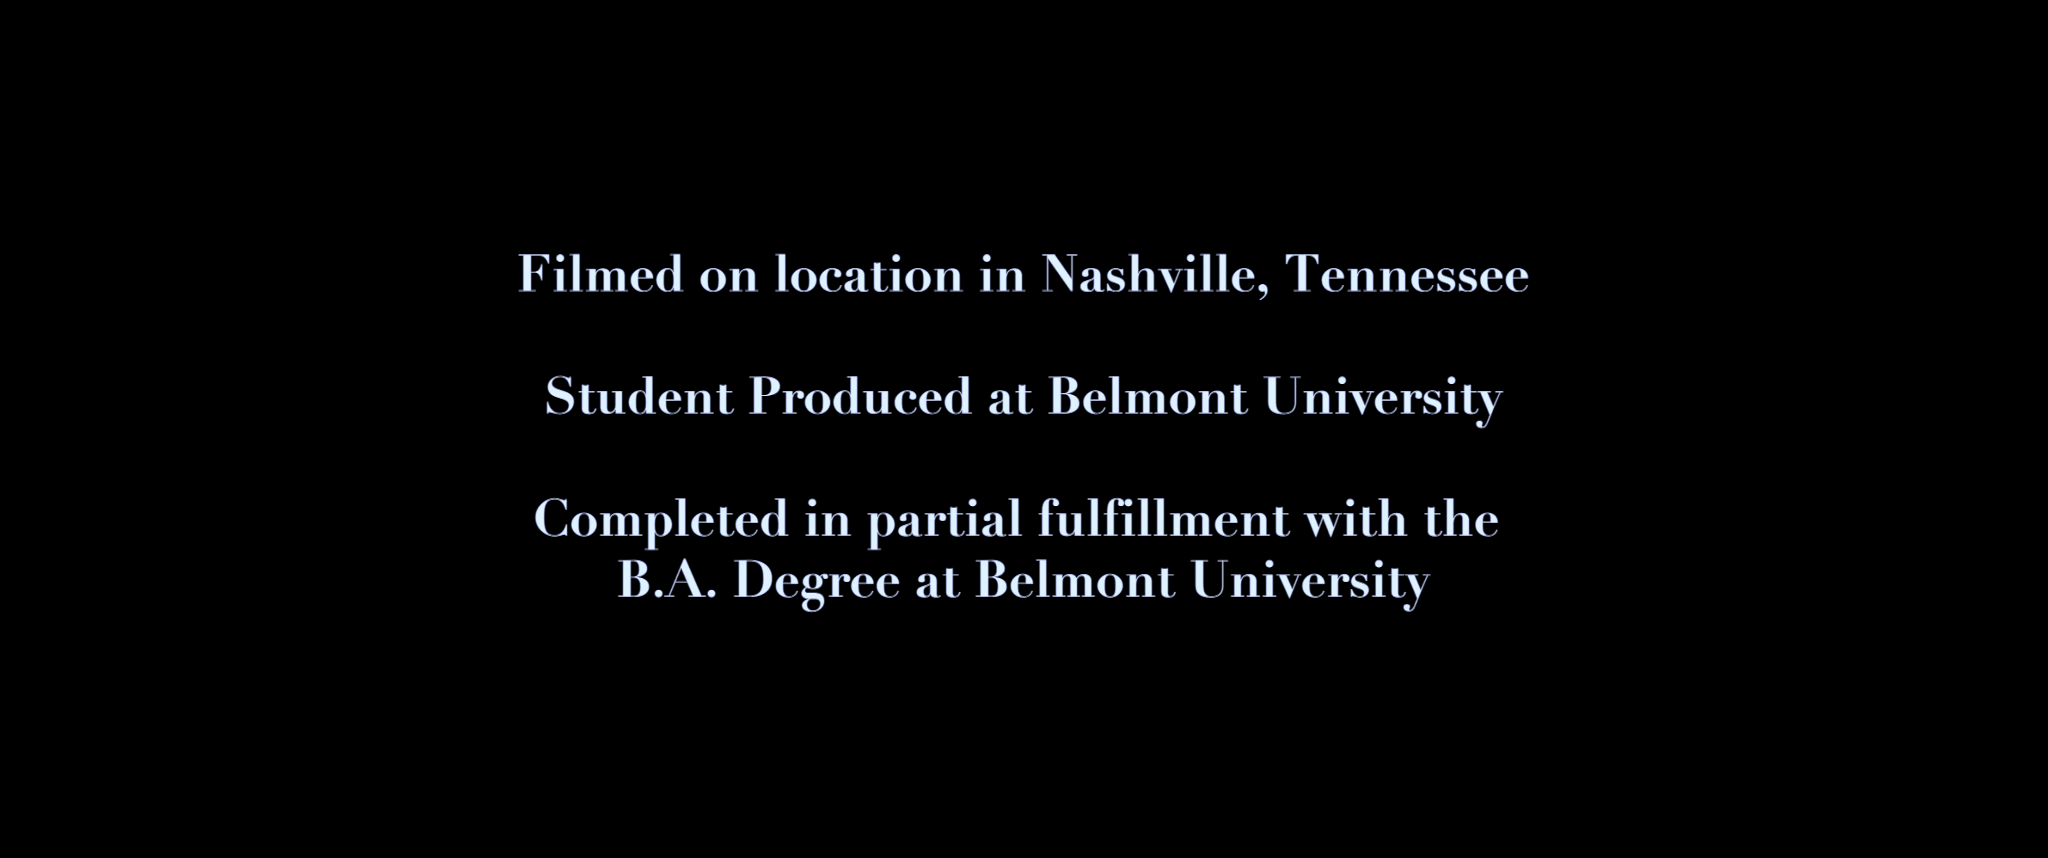 Filmed on location in Nashville, Tennessee
Student Produced at Belmont University
Completed in partial fulfillment with the
B.A. Degree at Belmont University